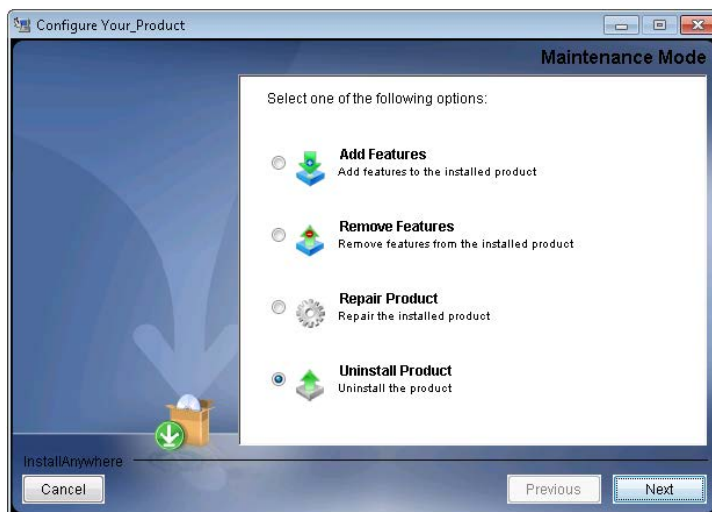 Configure Your_Product
Maintenance Mode
Select one of the following options:
Add Features
Add features to the installed product
Remove Features
Remove features from the installed product
Repair Product
Repair the installed product
Uninstall Product
Uninstall the product
InstallAnywhere
Cancel
Previous
Next